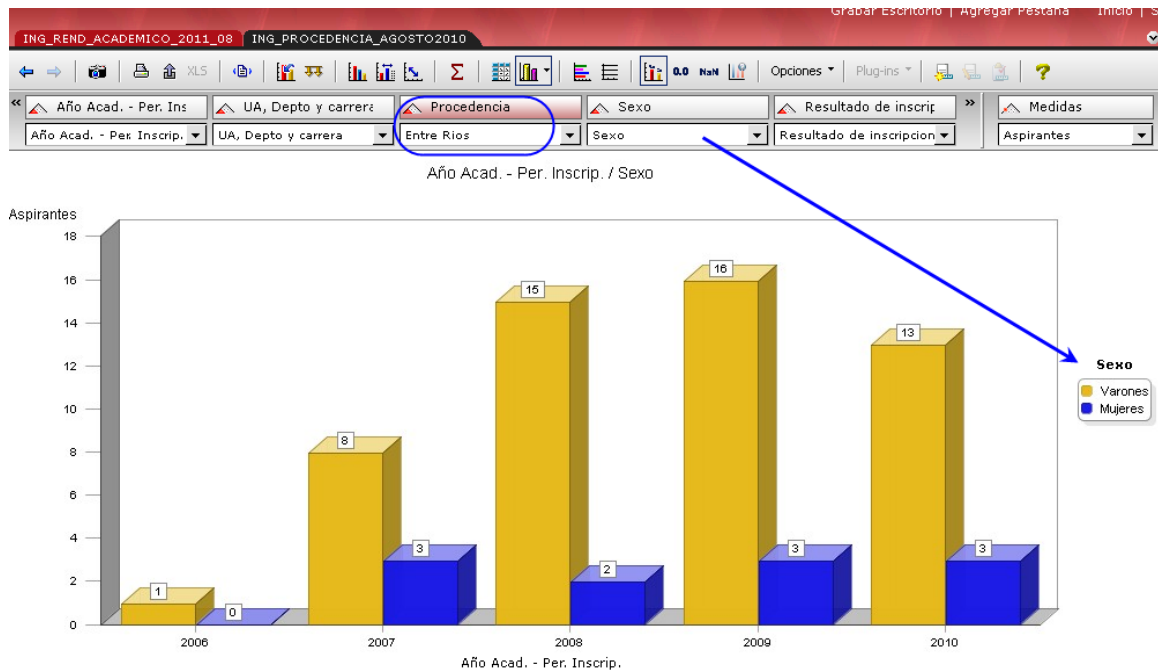 Grabar Escritorio | Agregar Pestaña Inicio | S
ING_REND_ACADEMICO_2011_08 ING_PROCEDENCIA_AGOSTO2010
XLS Σ 0.0 NaN Opciones Plug-ins ?
« Año Acad. - Per. Ins UA, Depto y carrera Procedencia Sexo Resultado de inscrip » Medidas
Año Acad. - Per. Inscrip. UA, Depto y carrera Entre Rios Sexo Resultado de inscripcion Aspirantes
Año Acad. - Per. Inscrip. / Sexo
Aspirantes
18
16
14
12
10
8
6
4
2
0
1
0
8
3
15
2
16
3
13
3
2006 2007 2008 2009 2010
Año Acad. - Per. Inscrip.
Sexo
Varones
Mujeres